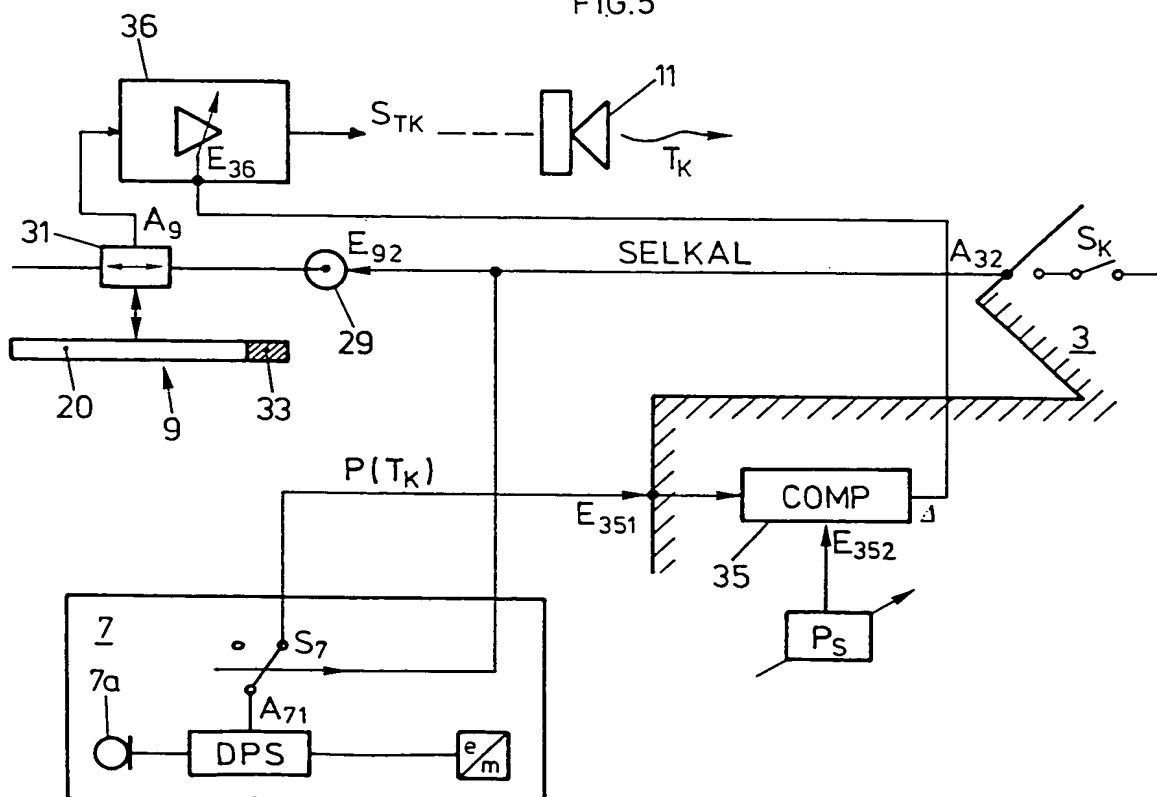 FIG.5
36
11
S_TK
T_K
E_36
A_9
31
E_92
SELKAL
A_32
S_K
29
3
20
9
33
P(T_K)
E_351
COMP
Δ
35
E_352
P_S
7
S_7
7a
A_71
DPS
e/m